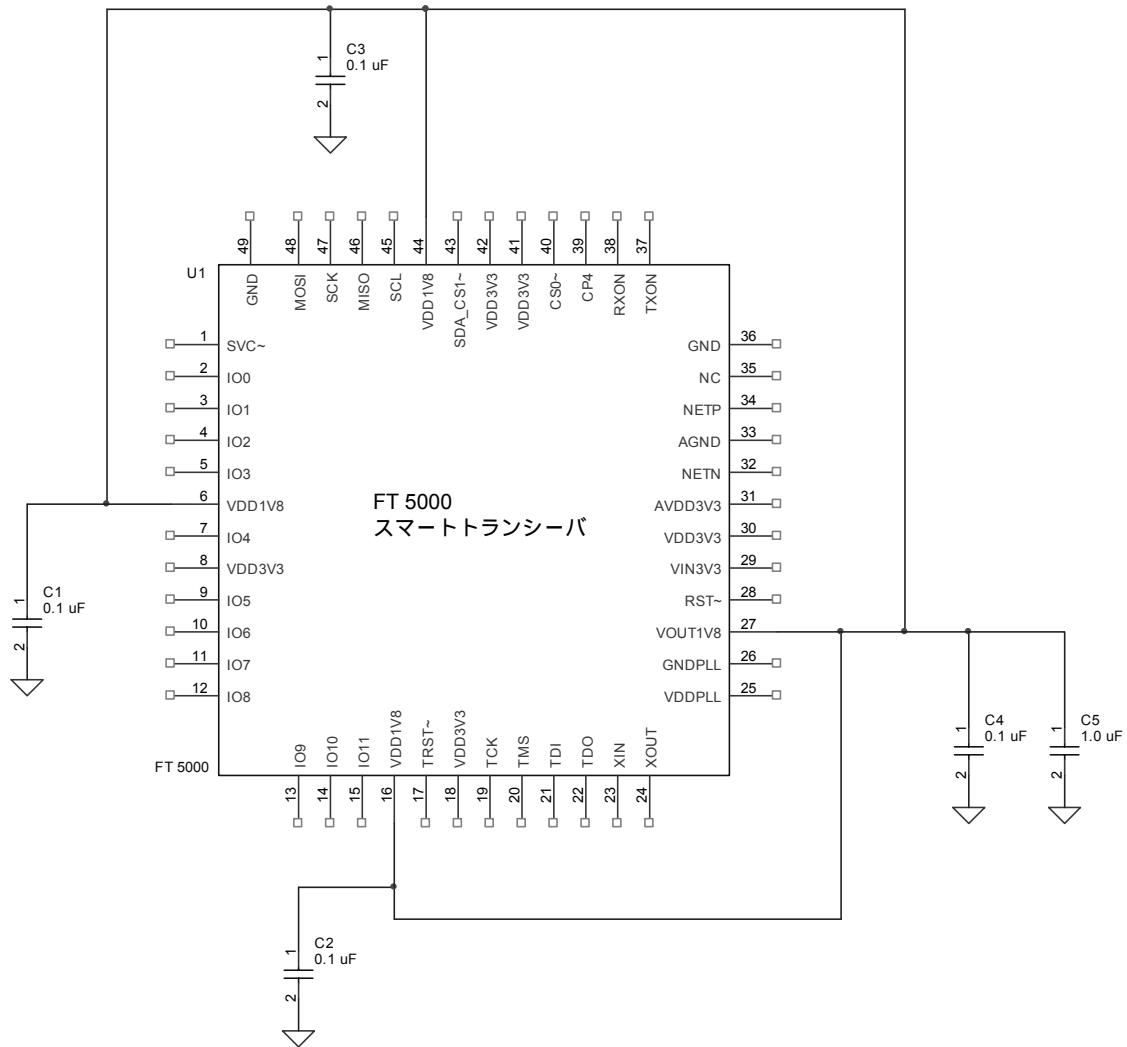 1
C3
0.1 uF
2
49
48
47
46
45
44
43
42
41
40
39
38
37
U1
GND
MOSI
SCK
MISO
SCL
VDD1V8
SDA_CS1~
VDD3V3
VDD3V3
CS0~
CP4
RXON
TXON
1 SVC~
2 IO0
3 IO1
4 IO2
5 IO3
6 VDD1V8
7 IO4
8 VDD3V3
9 IO5
10 IO6
11 IO7
12 IO8
GND 36
NC 35
NETP 34
AGND 33
NETN 32
AVDD3V3 31
VDD3V3 30
VIN3V3 29
RST~ 28
VOUT1V8 27
GNDPLL 26
VDDPLL 25
FT 5000
スマートトランシーバ
1
C1
0.1 uF
2
1
C4
0.1 uF
2
1
C5
1.0 uF
2
IO9
IO10
IO11
VDD1V8
TRST~
VDD3V3
TCK
TMS
TDI
TDO
XIN
XOUT
FT 5000
13
14
15
16
17
18
19
20
21
22
23
24
1
C2
0.1 uF
2